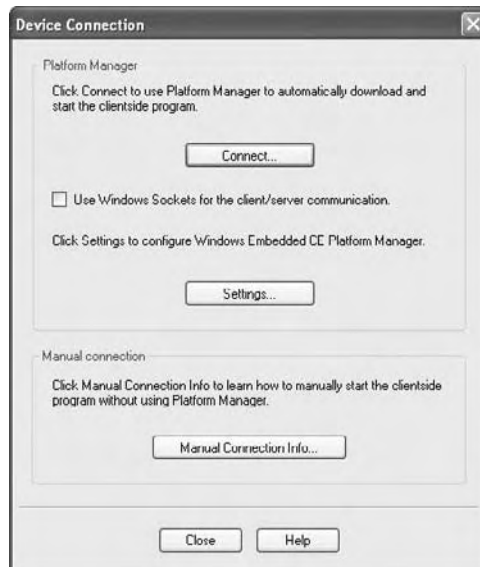 Device Connection
Platform Manager
Click Connect to use Platform Manager to automatically download and
start the clientside program.
Connect...
Use Windows Sockets for the client/server communication.
Click Settings to configure Windows Embedded CE Platform Manager.
Settings...
Manual connection
Click Manual Connection Info to learn how to manually start the clientside
program without using Platform Manager.
Manual Connection Info...
Close Help